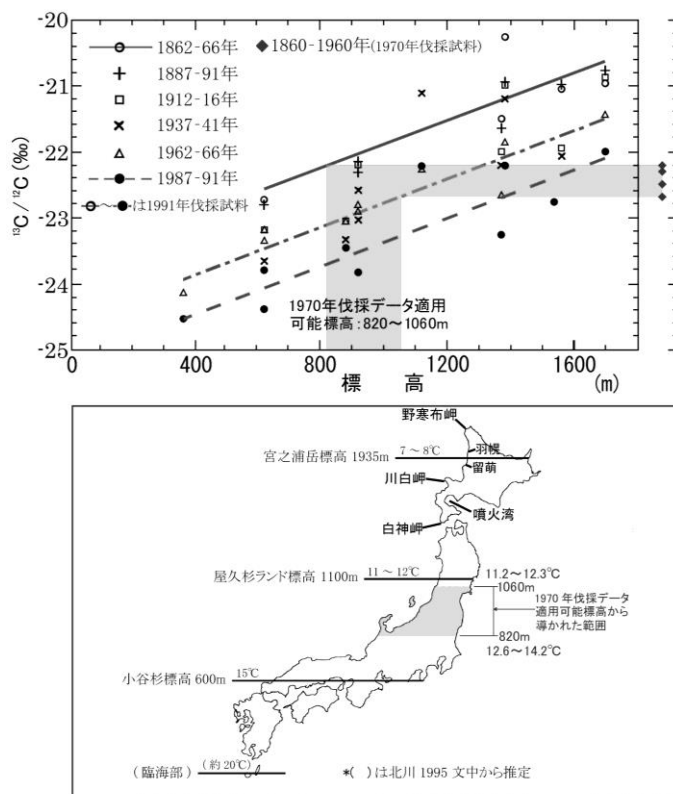 -20
-21
-22
-23
-24
-25
¹³C / ¹²C (‰)
1862-66年
1887-91年
1912-16年
1937-41年
1962-66年
1987-91年
は1991年伐採試料
1860-1960年(1970年伐採試料)
1970年伐採データ適用
可能標高:820〜1060m
0 400 800 1200 1600
標 高 (m)
野寒布岬
宮之浦岳標高 1935m 7 〜 8℃ 羽幌
留萌
川白岬
噴火湾
白神岬
屋久杉ランド標高 1100m 11 〜 12℃ 11.2〜12.3℃
1060m
1970 年伐採データ
適用可能標高から
導かれた範囲
820m
12.6〜14.2℃
小谷杉標高 600m 15℃
(臨海部) (約 20℃)
*( )は北川 1995 文中から推定